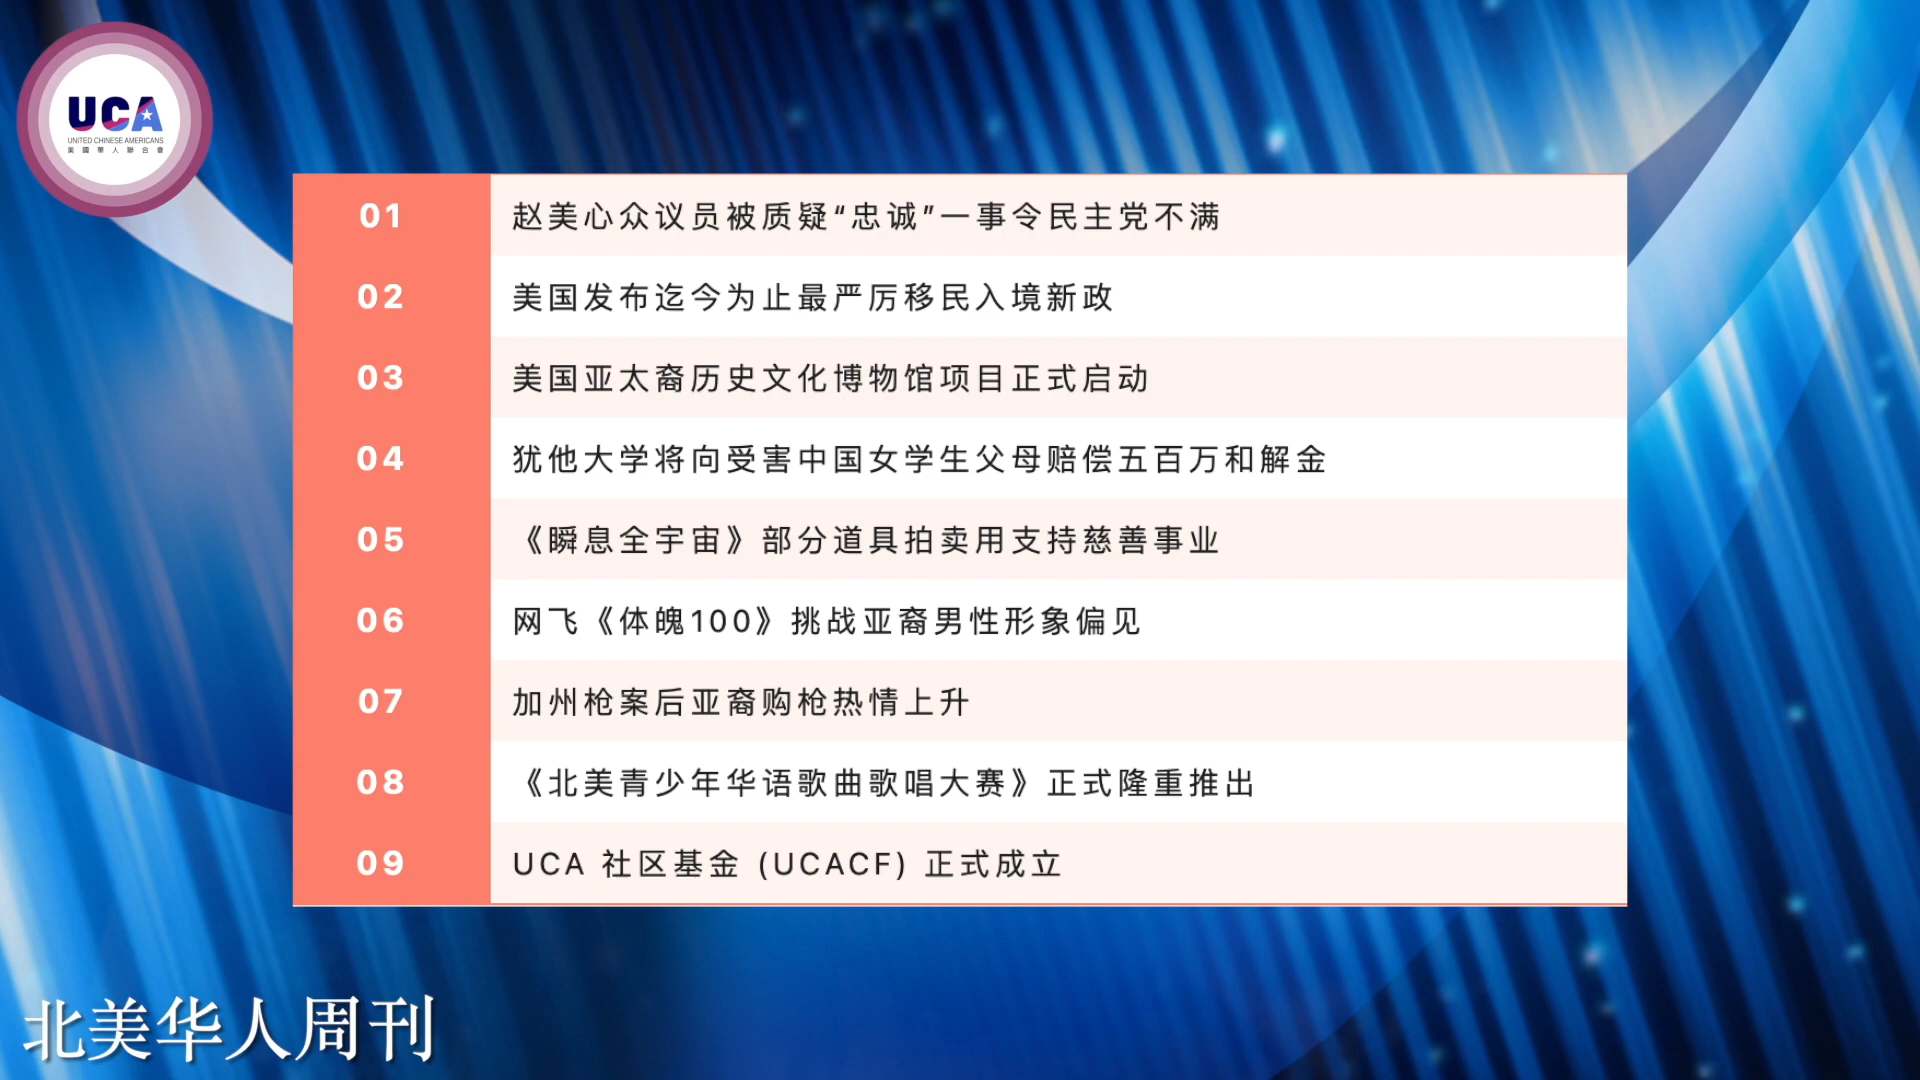 UCA
UNITED CHINESE AMERICANS
美國華人聯合會
01 赵美心众议员被质疑“忠诚”一事令民主党不满
02 美国发布迄今为止最严厉移民入境新政
03 美国亚太裔历史文化博物馆项目正式启动
04 犹他大学将向受害中国女学生父母赔偿五百万和解金
05 《瞬息全宇宙》部分道具拍卖用支持慈善事业
06 网飞《体魄100》挑战亚裔男性形象偏见
07 加州枪案后亚裔购枪热情上升
08 《北美青少年华语歌曲歌唱大赛》正式隆重推出
09 UCA 社区基金 (UCACF) 正式成立
北美华人周刊